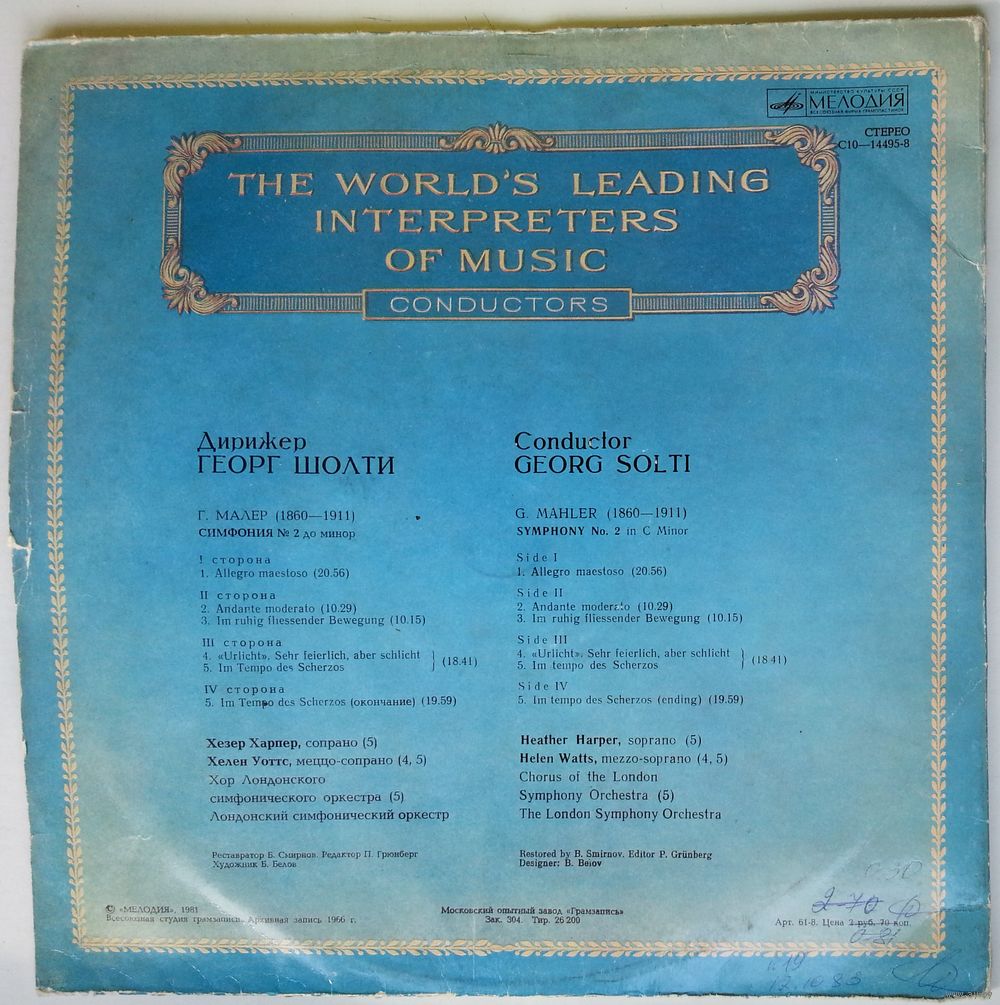 МИНИСТЕРСТВО КУЛЬТУРЫ СССР
МЕЛОДИЯ
ВСЕСОЮЗНАЯ ФИРМА ГРАМПЛАСТИНОК
СТЕРЕО
С10—14495-8
THE WORLD'S LEADING
INTERPRETERS
OF MUSIC
CONDUCTORS
Дирижер
ГЕОРГ ШОЛТИ
Г. МАЛЕР (1860—1911)
СИМФОНИЯ № 2 до минор
I сторона
1. Allegro maestoso (20.56)
II сторона
2. Andante moderato (10.29)
3. Im ruhig fliessender Bewegung (10.15)
III сторона
4. «Urlicht». Sehr feierlich, aber schlicht
5. Im Tempo des Scherzos
(18.41)
IV сторона
5. Im Tempo des Scherzos (окончание) (19.59)
Хезер Харпер, сопрано (5)
Хелен Уоттс, меццо-сопрано (4, 5)
Хор Лондонского
симфонического оркестра (5)
Лондонский симфонический оркестр
Реставратор Б. Смирнов. Редактор П. Грюнберг
Художник Б. Белов
Conductor
GEORG SOLTI
G. MAHLER (1860—1911)
SYMPHONY No. 2 in C Minor
Side I
1. Allegro maestoso (20.56)
Side II
2. Andante moderato (10.29)
3. Im ruhig fliessender Bewegung (10.15)
Side III
4. «Urlicht». Sehr feierlich, aber schlicht
5. Im tempo des Scherzos
(18 41)
Side IV
5. Im tempo des Scherzos (ending) (19.59)
Heather Harper, soprano (5)
Helen Watts, mezzo-soprano (4, 5)
Chorus of the London
Symphony Orchestra (5)
The London Symphony Orchestra
Restored by B. Smirnov. Editor P. Grünberg
Designer: B. Belov
© «МЕЛОДИЯ», 1981
Всесоюзная студия грамзаписи. Архивная запись 1966 г.
Московский опытный завод «Грамзапись»
Зак. 304. Тир. 26 200
2-70
Арт. 61-8. Цена 2 руб. 70 коп.
12.10.83